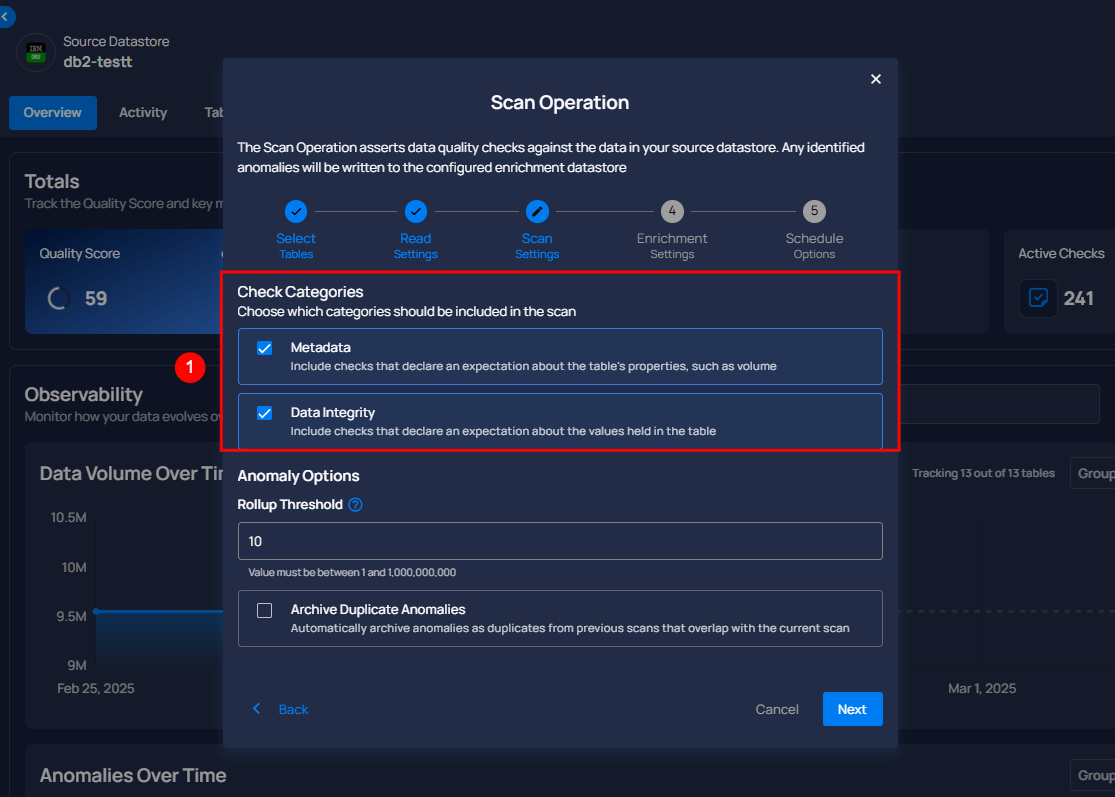 Source Datastore
IBM
DB2
db2-testt
Overview
Activity
Scan Operation
The Scan Operation asserts data quality checks against the data in your source datastore. Any identified
anomalies will be written to the configured enrichment datastore
Totals
Track the Quality Score and key
4
5
Select
Tables
Read
Settings
Scan
Settings
Enrichment
Settings
Schedule
Options
Quality Score
59
Active Checks
241
Check Categories
Choose which categories should be included in the scan
Metadata
Include checks that declare an expectation about the table's properties, such as volume
1
Data Integrity
Include checks that declare an expectation about the values held in the table
Observability
Monitor how your data evolves
Data Volume Over
Tracking 13 out of 13 tables
Group
Anomaly Options
Rollup Threshold
?
10
Value must be between 1 and 1,000,000,000
Archive Duplicate Anomalies
Automatically archive anomalies as duplicates from previous scans that overlap with the current scan
10.5M
10M
9.5M
9M
Feb 25, 2025
Mar 1, 2025
Back
Cancel
Next
Anomalies Over Time
Group